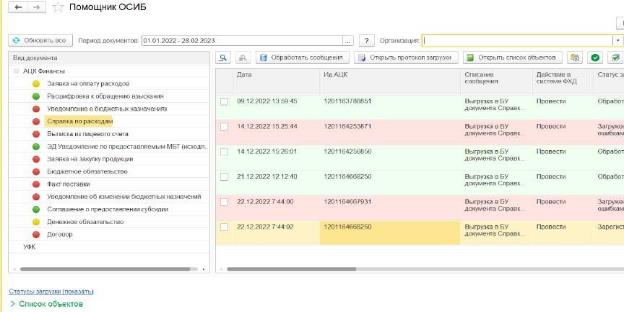 Помощник ОСИБ
Обновить все
Период документов: 01.01.2022 - 28.02.2023
...
?
Организация:
Вид документа
АЦК Финансы
Заявка на оплату расходов
Расшифровка к обращению взыскания
Уведомление о бюджетных назначениях
Справка по расходам
Выписка из лицевого счета
ЭД Уведомление по предоставляемым МБТ (исходя..
Заявка на закупку продукции
Бюджетное обязательство
Факт поставки
Уведомление об изменении бюджетных назначений
Соглашение о предоставлении субсидии
Денежное обязательство
Договор
УФК
Обработать сообщения
Открыть протокол загрузки
Открыть список объектов
Дата
Ид АЦК
Описание сообщения
Действие в системе ФХД
Статус за
09.12.2022 13:59:45
1201163788651
Выгрузка в БУ документа Справк...
Провести
Обработ
14.12.2022 15:25:44
1201164253871
Выгрузка в БУ документа Справк...
Провести
Загруже ошибкам
14.12.2022 15:26:01
1201164256850
Выгрузка в БУ документа Справк...
Провести
Обработ
21.12.2022 12:12:40
1201164668250
Выгрузка в БУ документа Справк...
Провести
Обработ
22.12.2022 7:44:00
1201164667931
Выгрузка в БУ документа Справк...
Провести
Загруже ошибкам
22.12.2022 7:44:02
1201164668250
Выгрузка в БУ документа Справк...
Провести
Зарегист
Статусы загрузки (показать)
Список объектов